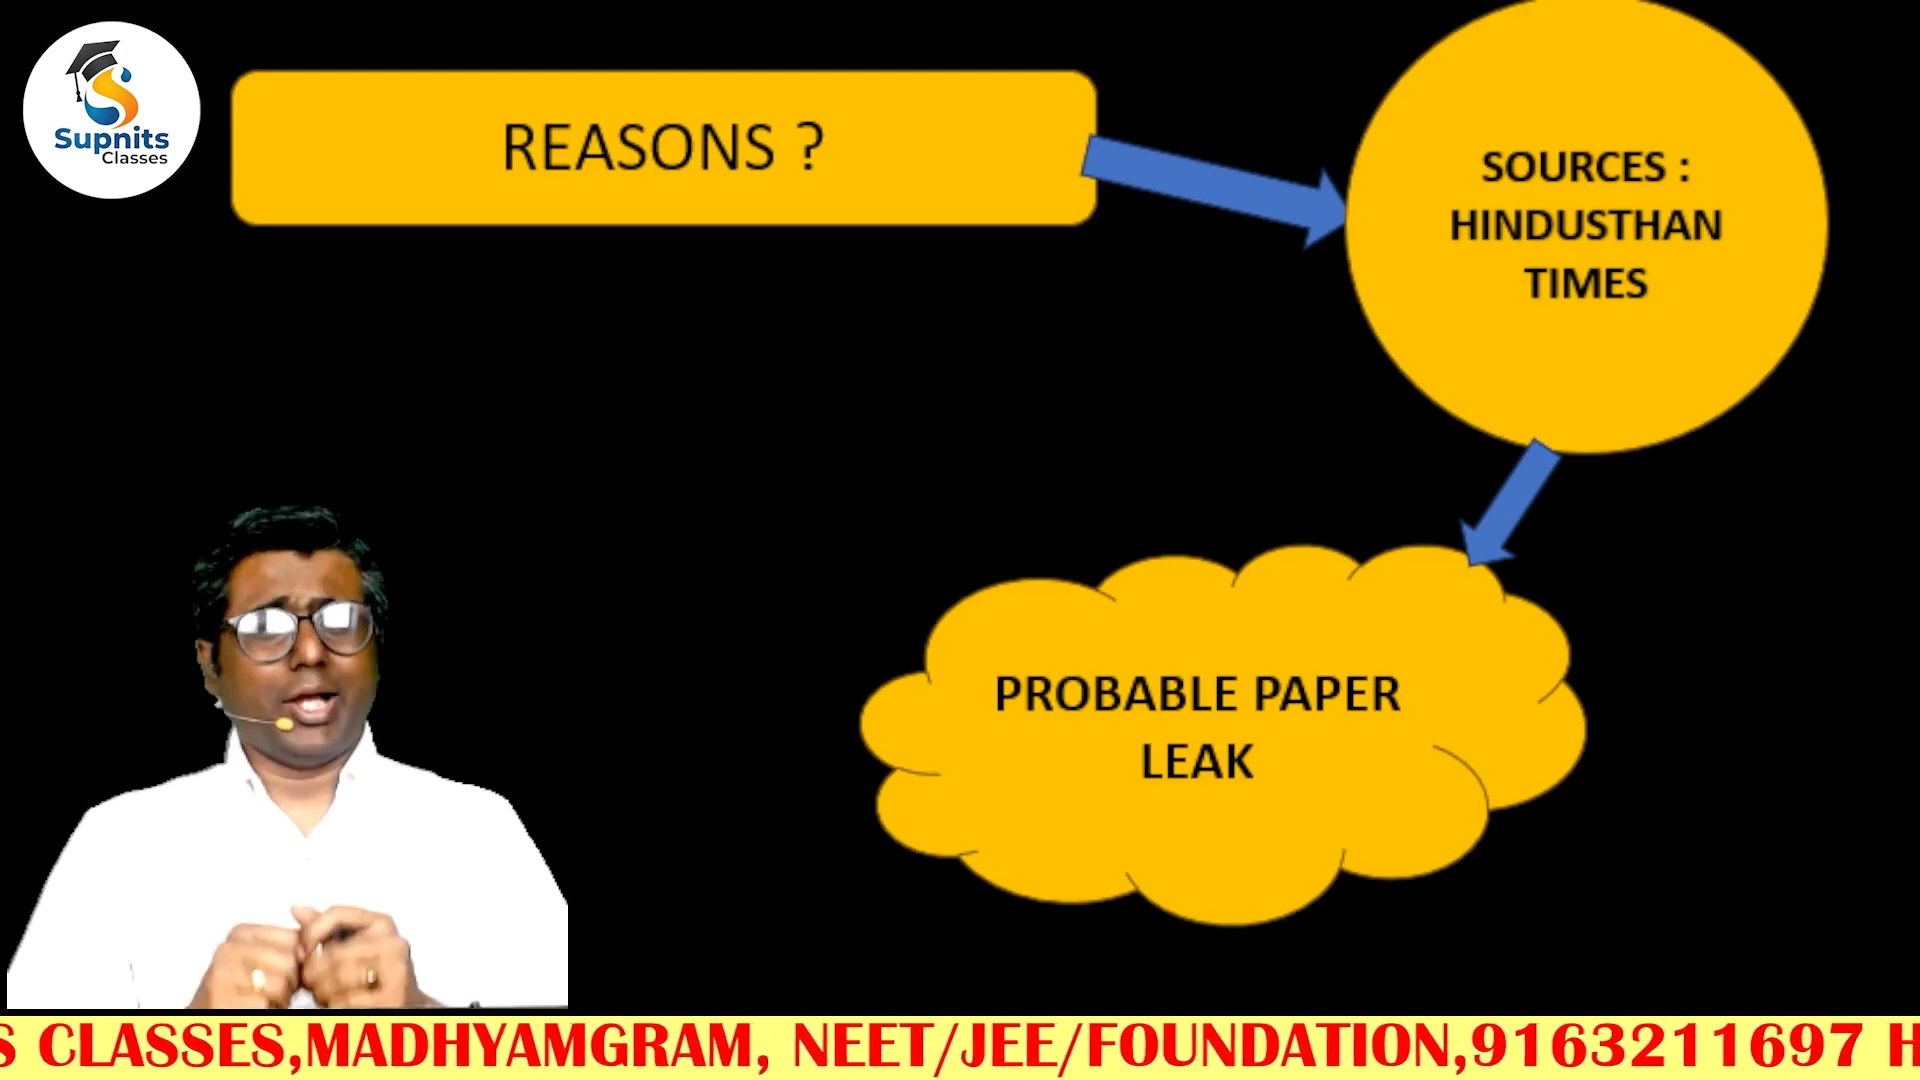 Supnits
Classes
REASONS ?
SOURCES :
HINDUSTHAN
TIMES
PROBABLE PAPER
LEAK
S CLASSES,MADHYAMGRAM, NEET/JEE/FOUNDATION,9163211697 H